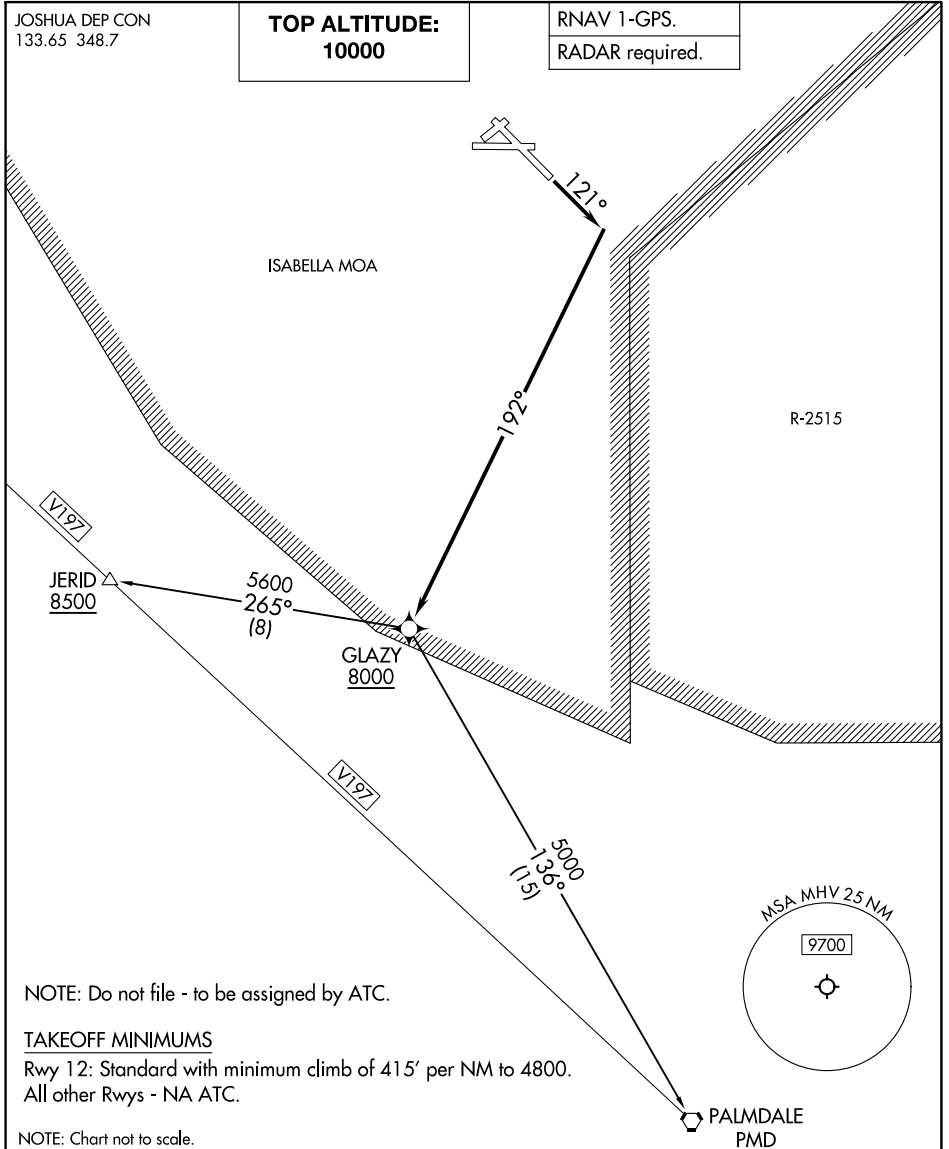 JOSHUA DEP CON
133.65 348.7
TOP ALTITUDE:
10000
RNAV 1-GPS.
RADAR required.
121°
ISABELLA MOA
192°
R-2515
V197
JERID
8500
5600
265°
(8)
GLAZY
8000
V197
5000
136°
(15)
MSA MHV 25 NM
9700
NOTE: Do not file - to be assigned by ATC.
TAKEOFF MINIMUMS
Rwy 12: Standard with minimum climb of 415' per NM to 4800.
All other Rwys - NA ATC.
PALMDALE
PMD
NOTE: Chart not to scale.